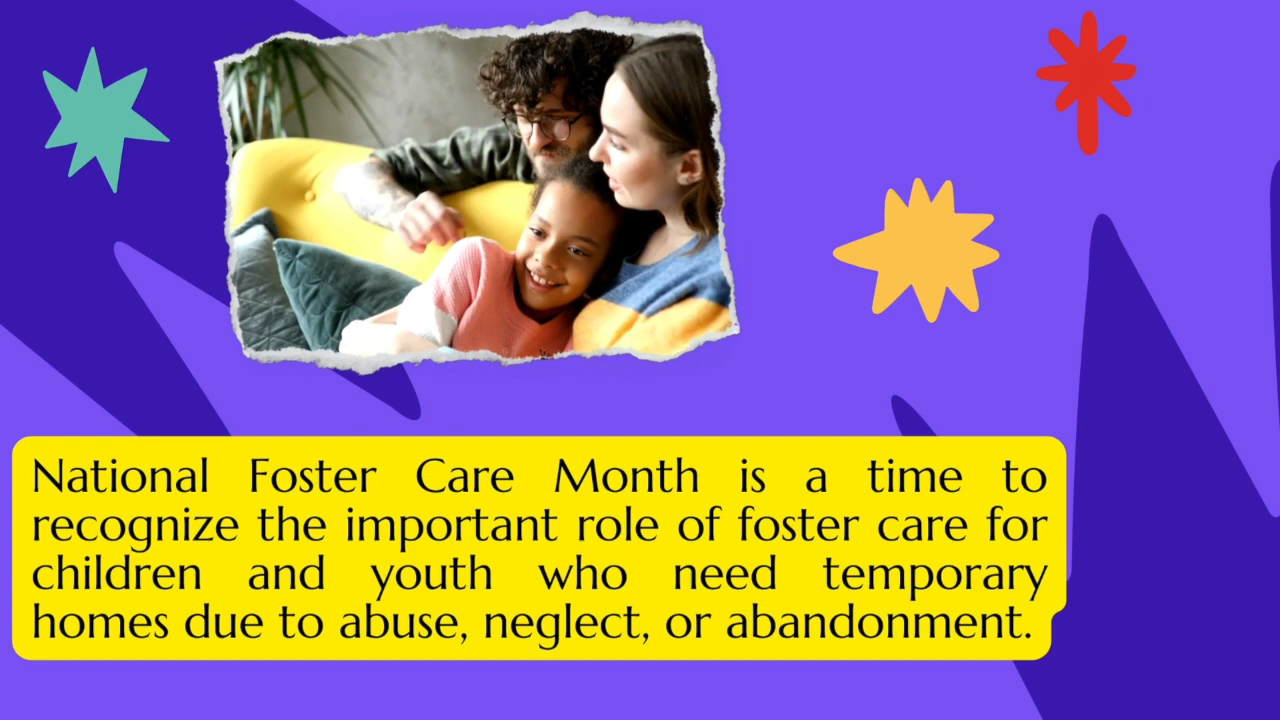 National Foster Care Month is a time to
recognize the important role of foster care for
children and youth who need temporary
homes due to abuse, neglect, or abandonment.